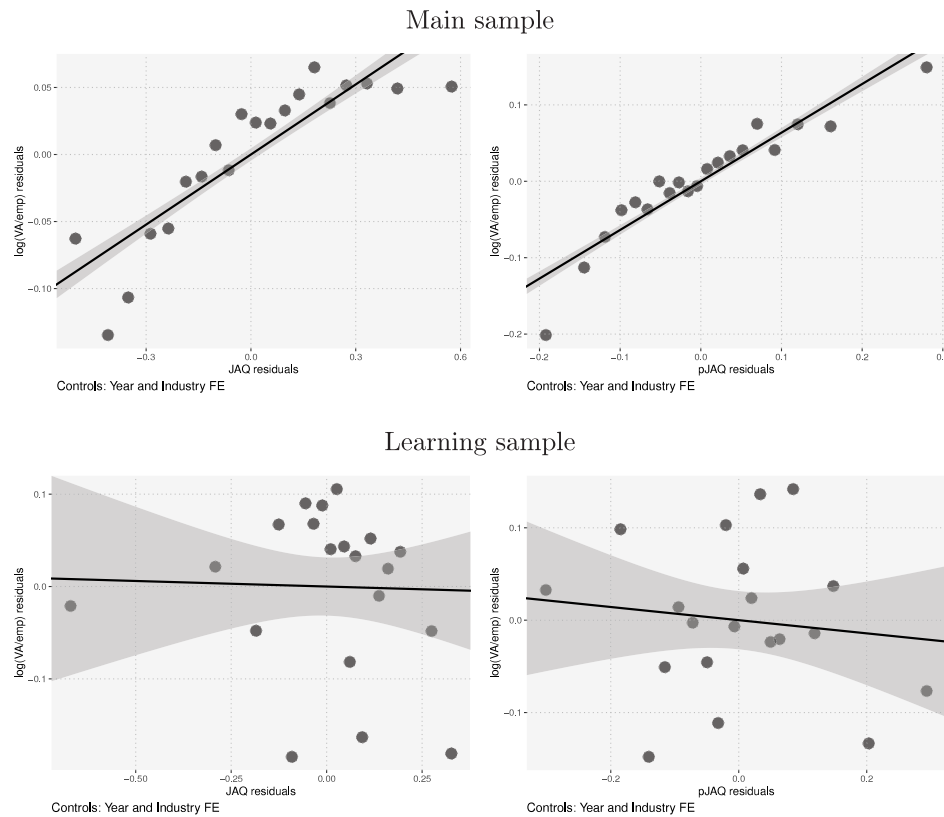 Main sample
log(VA/emp) residuals
0.05
0.00
−0.05
−0.10
−0.3
0.0
0.3
0.6
JAQ residuals
Controls: Year and Industry FE
log(VA/emp) residuals
0.1
0.0
−0.1
−0.2
−0.2
−0.1
0.0
0.1
0.2
pJAQ residuals
Controls: Year and Industry FE
Learning sample
log(VA/emp) residuals
0.1
0.0
−0.1
−0.50
−0.25
0.00
0.25
JAQ residuals
Controls: Year and Industry FE
log(VA/emp) residuals
0.1
0.0
−0.1
−0.2
0.0
0.2
pJAQ residuals
Controls: Year and Industry FE